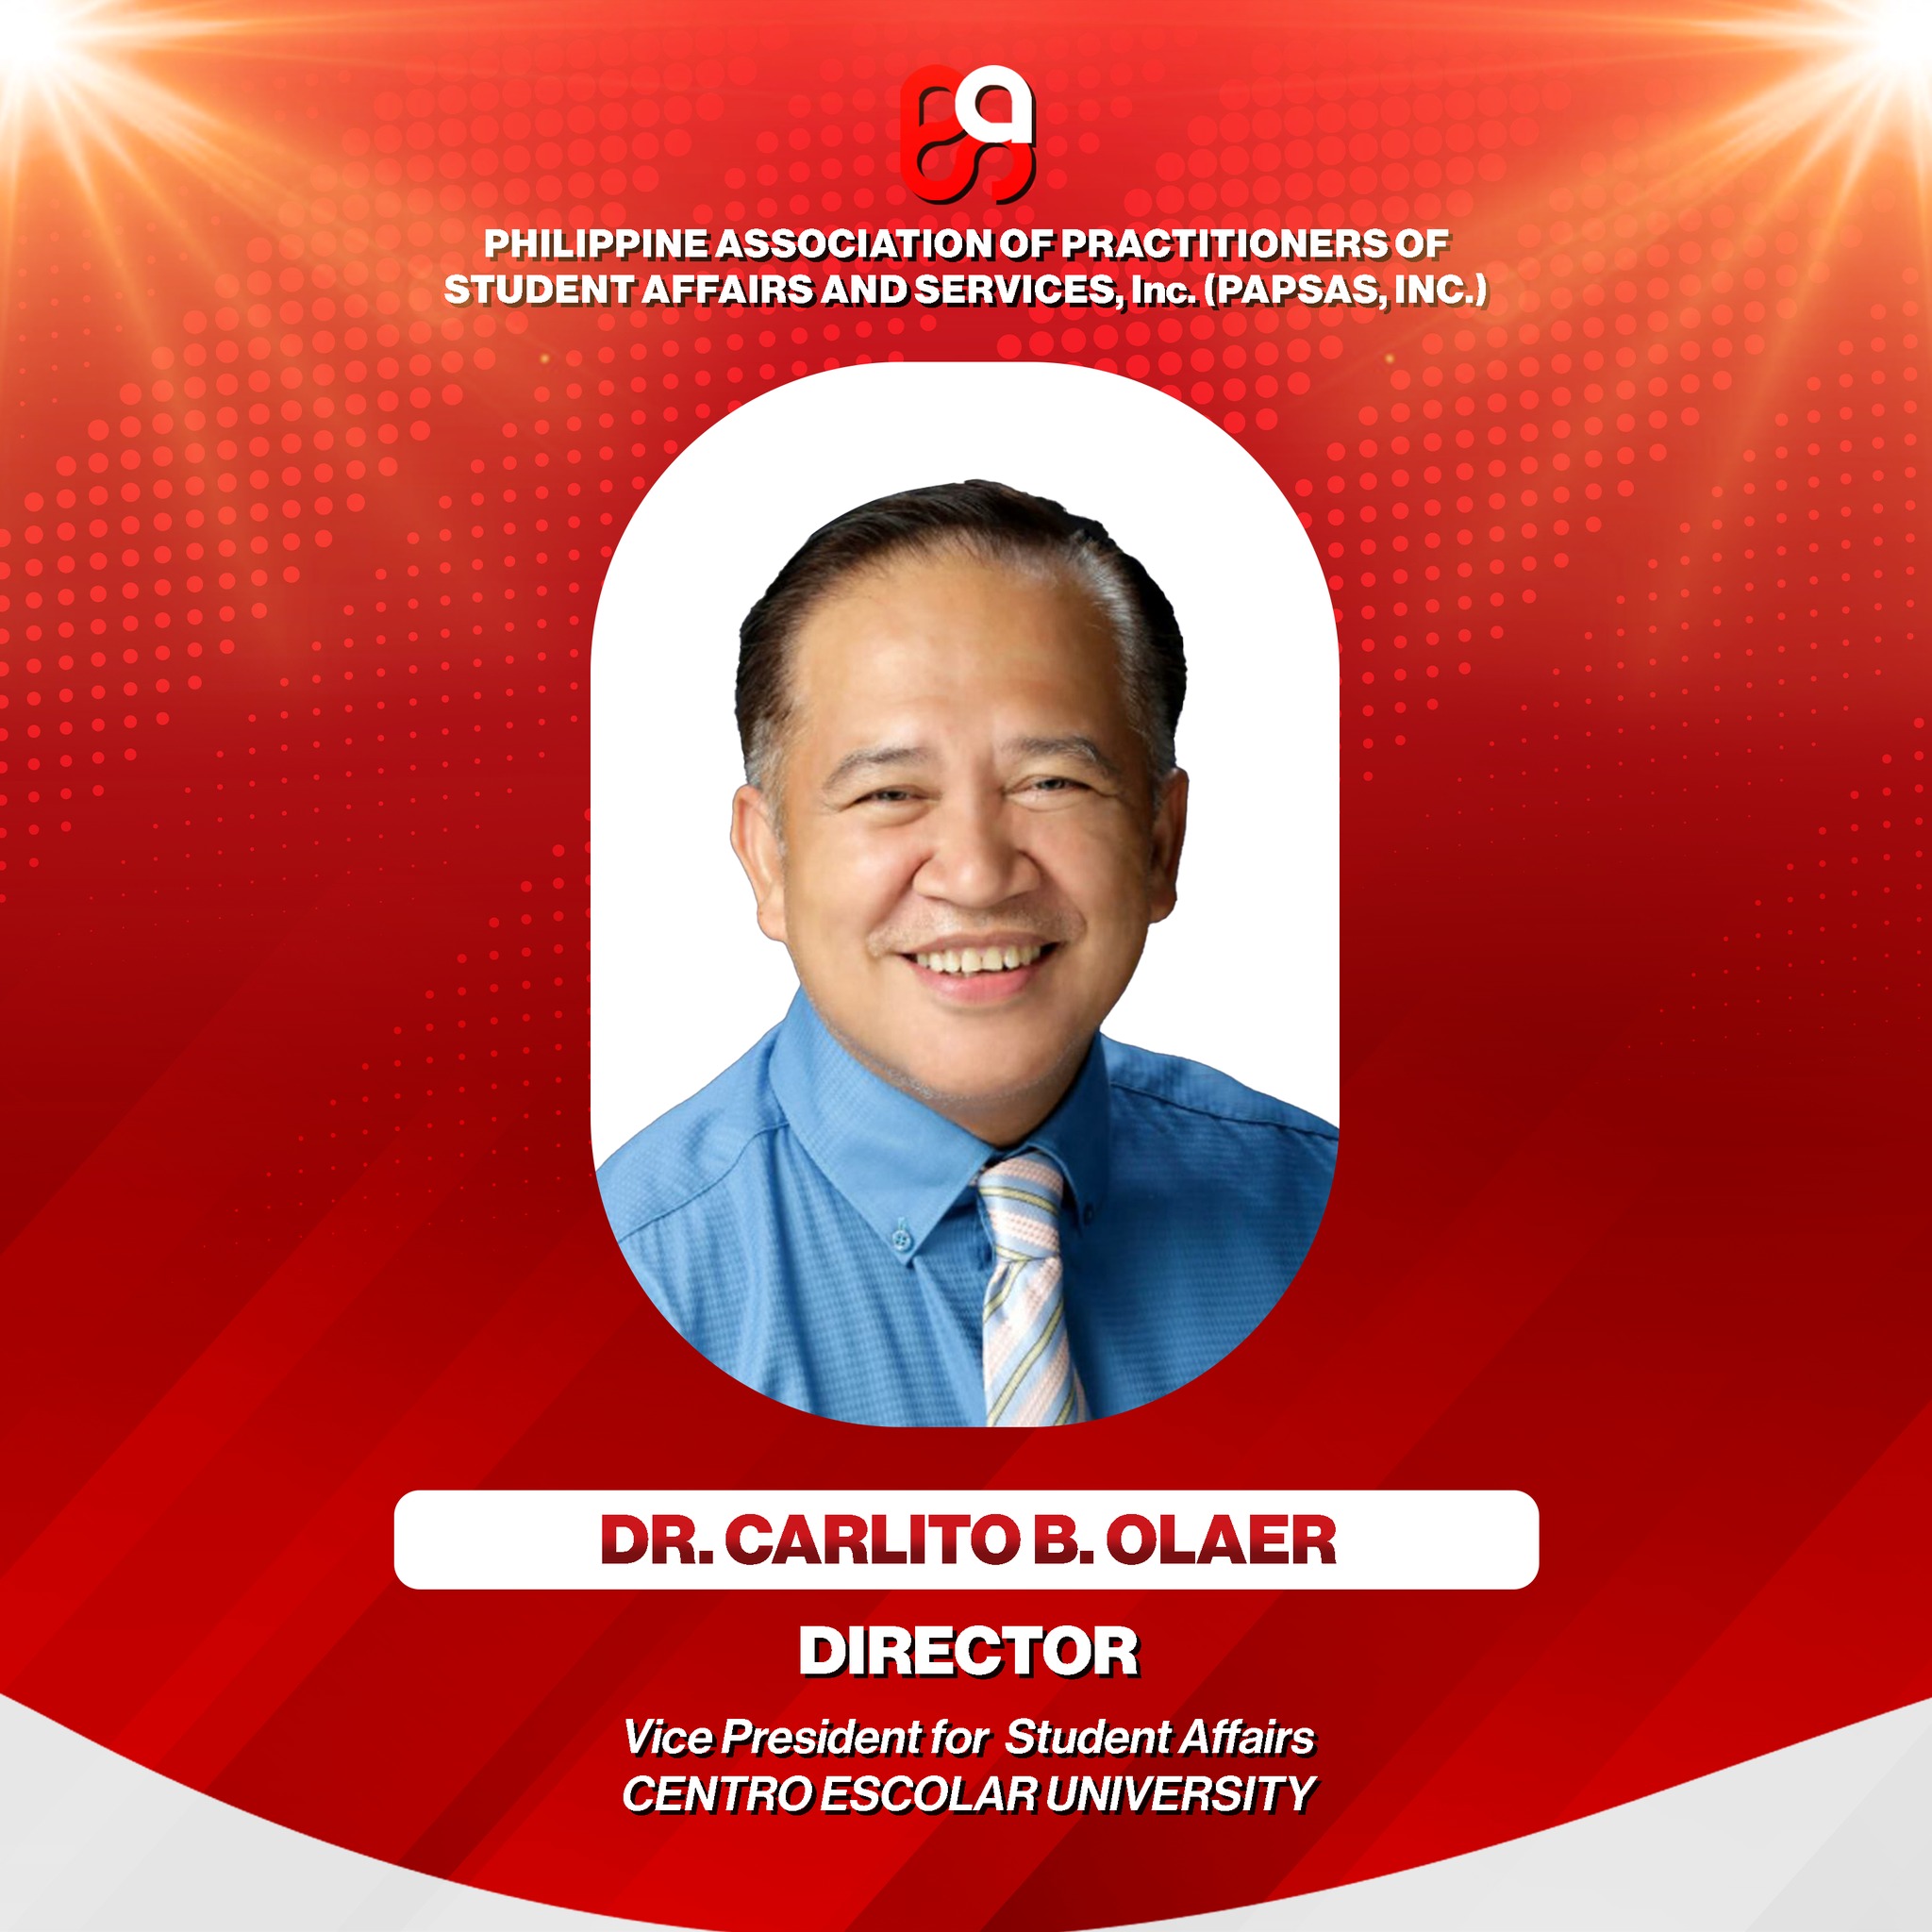 PHILIPPINE ASSOCIATION OF PRACTITIONERS OF
STUDENT AFFAIRS AND SERVICES, Inc. (PAPSAS, INC.)
DR. CARLITO B. OLAER
DIRECTOR
Vice President for Student Affairs
CENTRO ESCOLAR UNIVERSITY